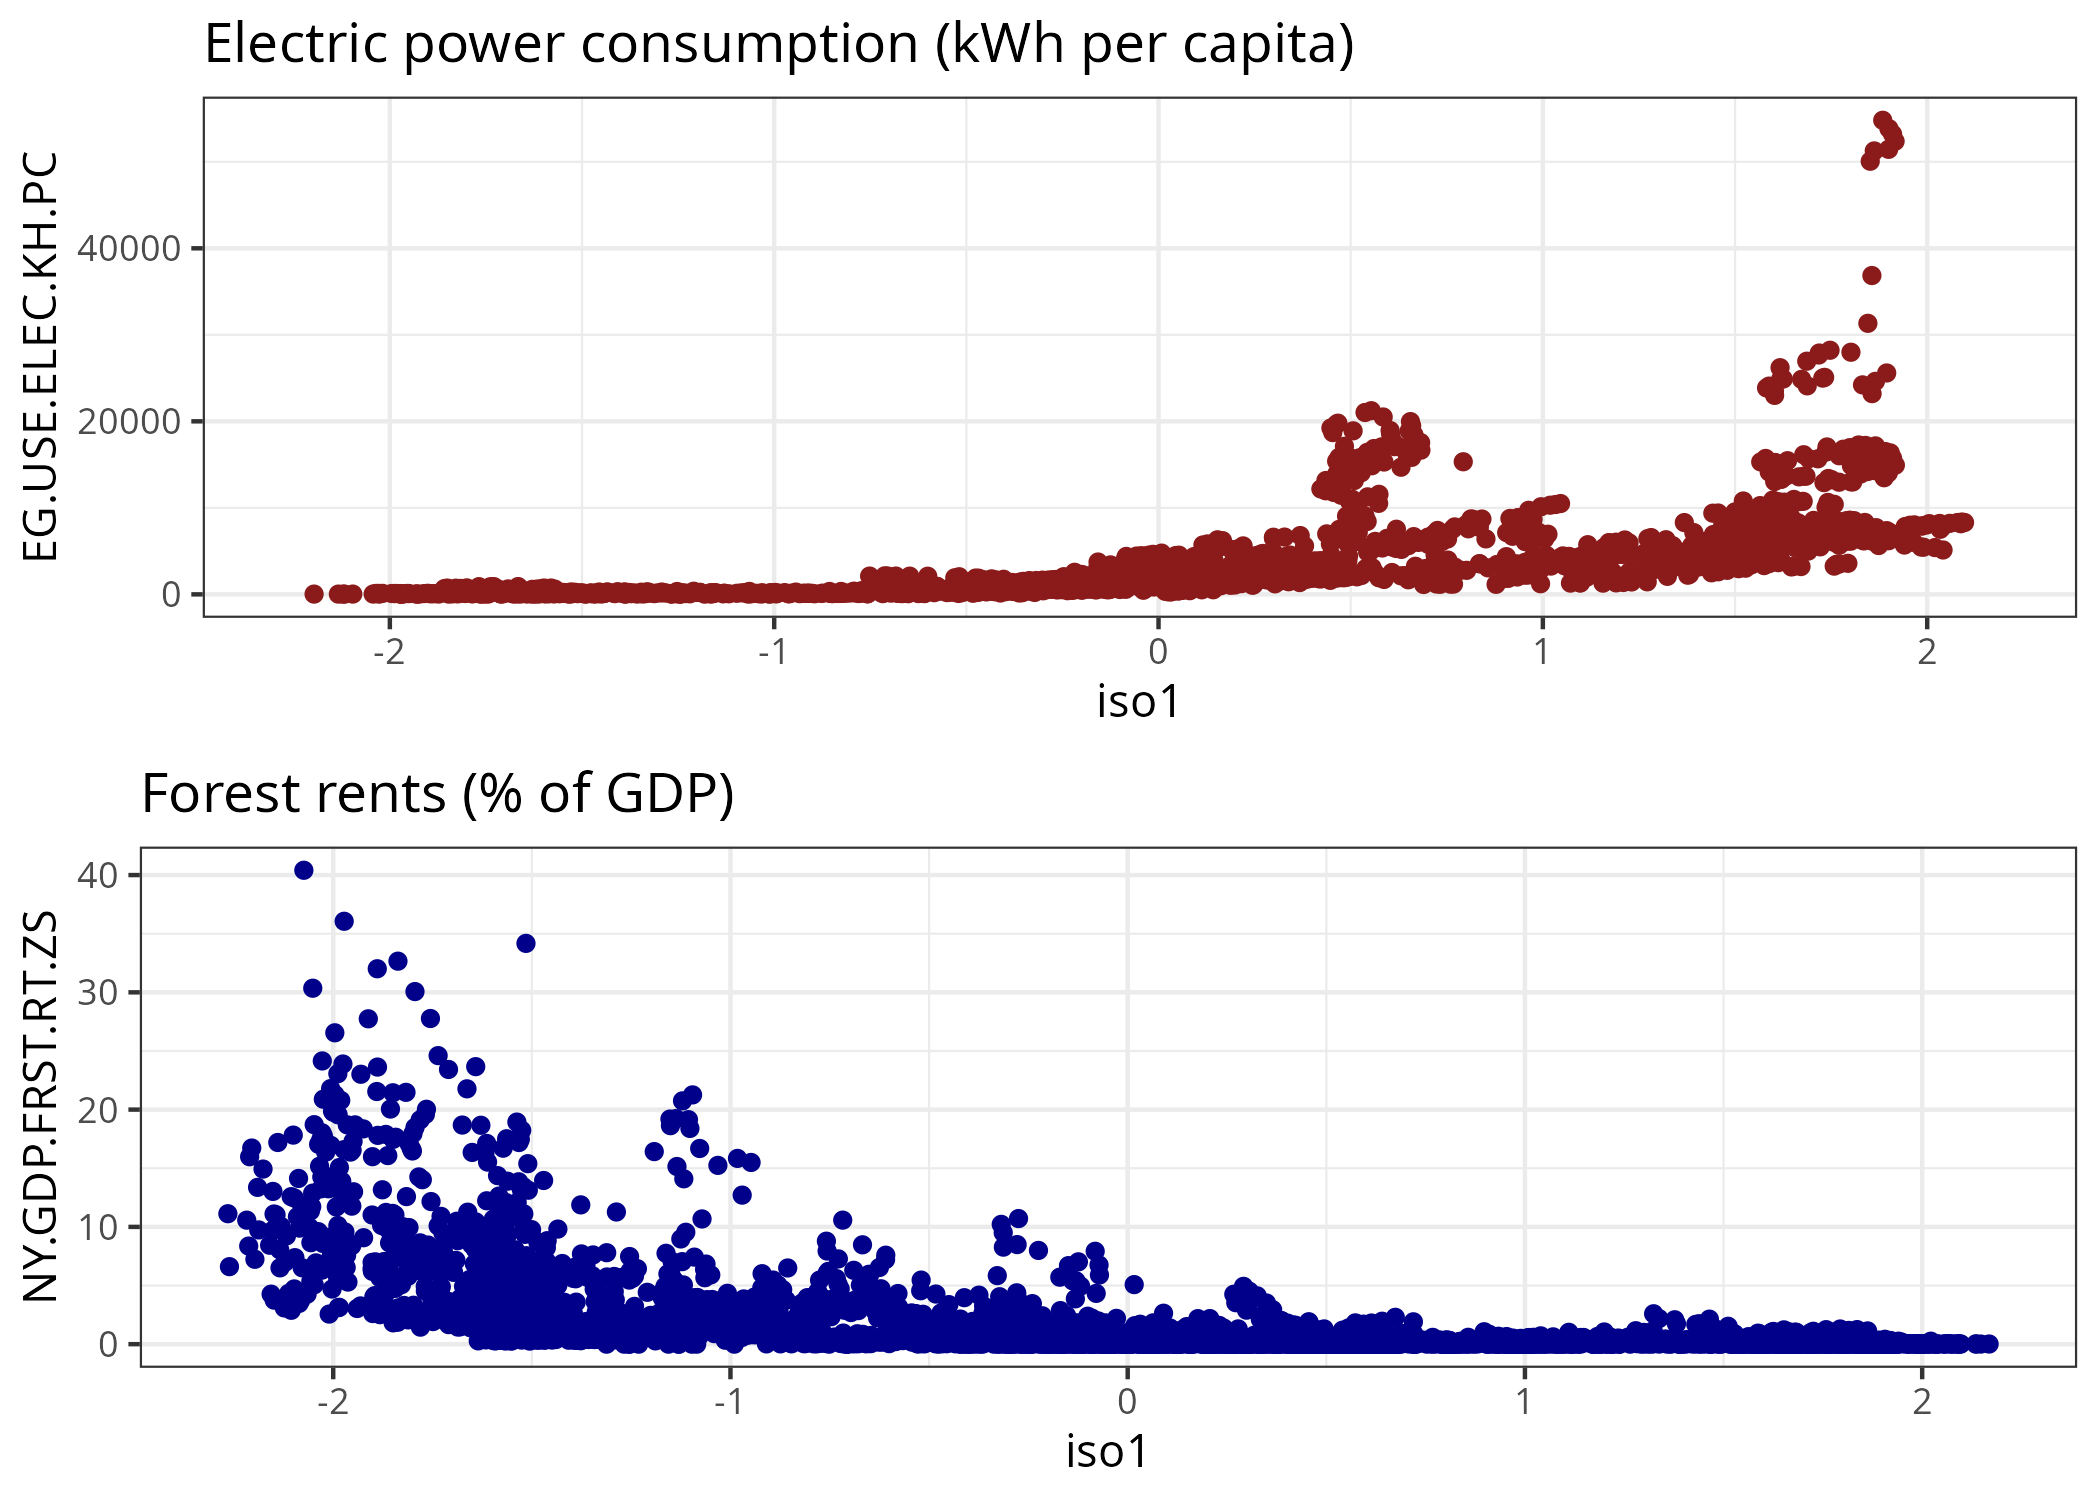 Electric power consumption (kWh per capita)
EG.USE.ELEC.KH.PC
40000
20000
0
-2 -1 0 1 2
iso1
Forest rents (% of GDP)
NY.GDP.FRST.RT.ZS
40
30
20
10
0
-2 -1 0 1 2
iso1